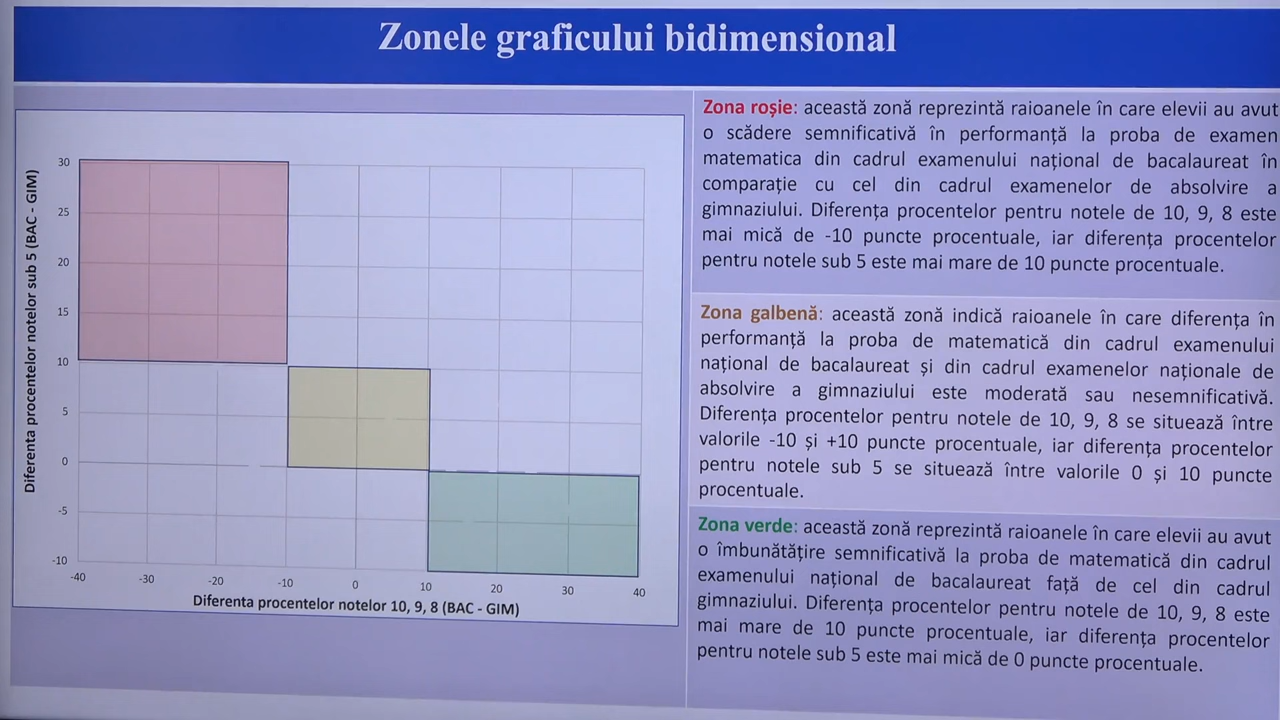 Zonele graficului bidimensional
Diferenta procentelor notelor sub 5 (BAC - GIM)
30
25
20
15
10
5
0
-5
-10
-40
-30
-20
-10
0
10
20
30
40
Diferenta procentelor notelor 10, 9, 8 (BAC - GIM)
Zona roșie: această zonă reprezintă raioanele în care elevii au avut
o scădere semnificativă în performanță la proba de examen
matematica din cadrul examenului național de bacalaureat în
comparație cu cel din cadrul examenelor de absolvire a
gimnaziului. Diferența procentelor pentru notele de 10, 9, 8 este
mai mică de -10 puncte procentuale, iar diferența procentelor
pentru notele sub 5 este mai mare de 10 puncte procentuale.
Zona galbenă: această zonă indică raioanele în care diferența în
performanță la proba de matematică din cadrul examenului
național de bacalaureat și din cadrul examenelor naționale de
absolvire a gimnaziului este moderată sau nesemnificativă.
Diferența procentelor pentru notele de 10, 9, 8 se situează între
valorile -10 și +10 puncte procentuale, iar diferența procentelor
pentru notele sub 5 se situează între valorile 0 și 10 puncte
procentuale.
Zona verde: această zonă reprezintă raioanele în care elevii au avut
o îmbunătățire semnificativă la proba de matematică din cadrul
examenului național de bacalaureat față de cel din cadrul
gimnaziului. Diferența procentelor pentru notele de 10, 9, 8 este
mai mare de 10 puncte procentuale, iar diferența procentelor
pentru notele sub 5 este mai mică de 0 puncte procentuale.